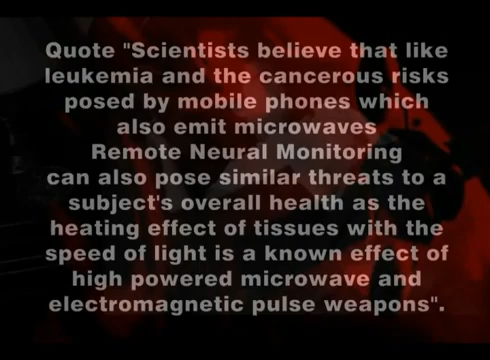 Quote "Scientists believe that like
leukemia and the cancerous risks
posed by mobile phones which
also emit microwaves
Remote Neural Monitoring
can also pose similar threats to a
subject's overall health as the
heating effect of tissues with the
speed of light is a known effect of
high powered microwave and
electromagnetic pulse weapons".